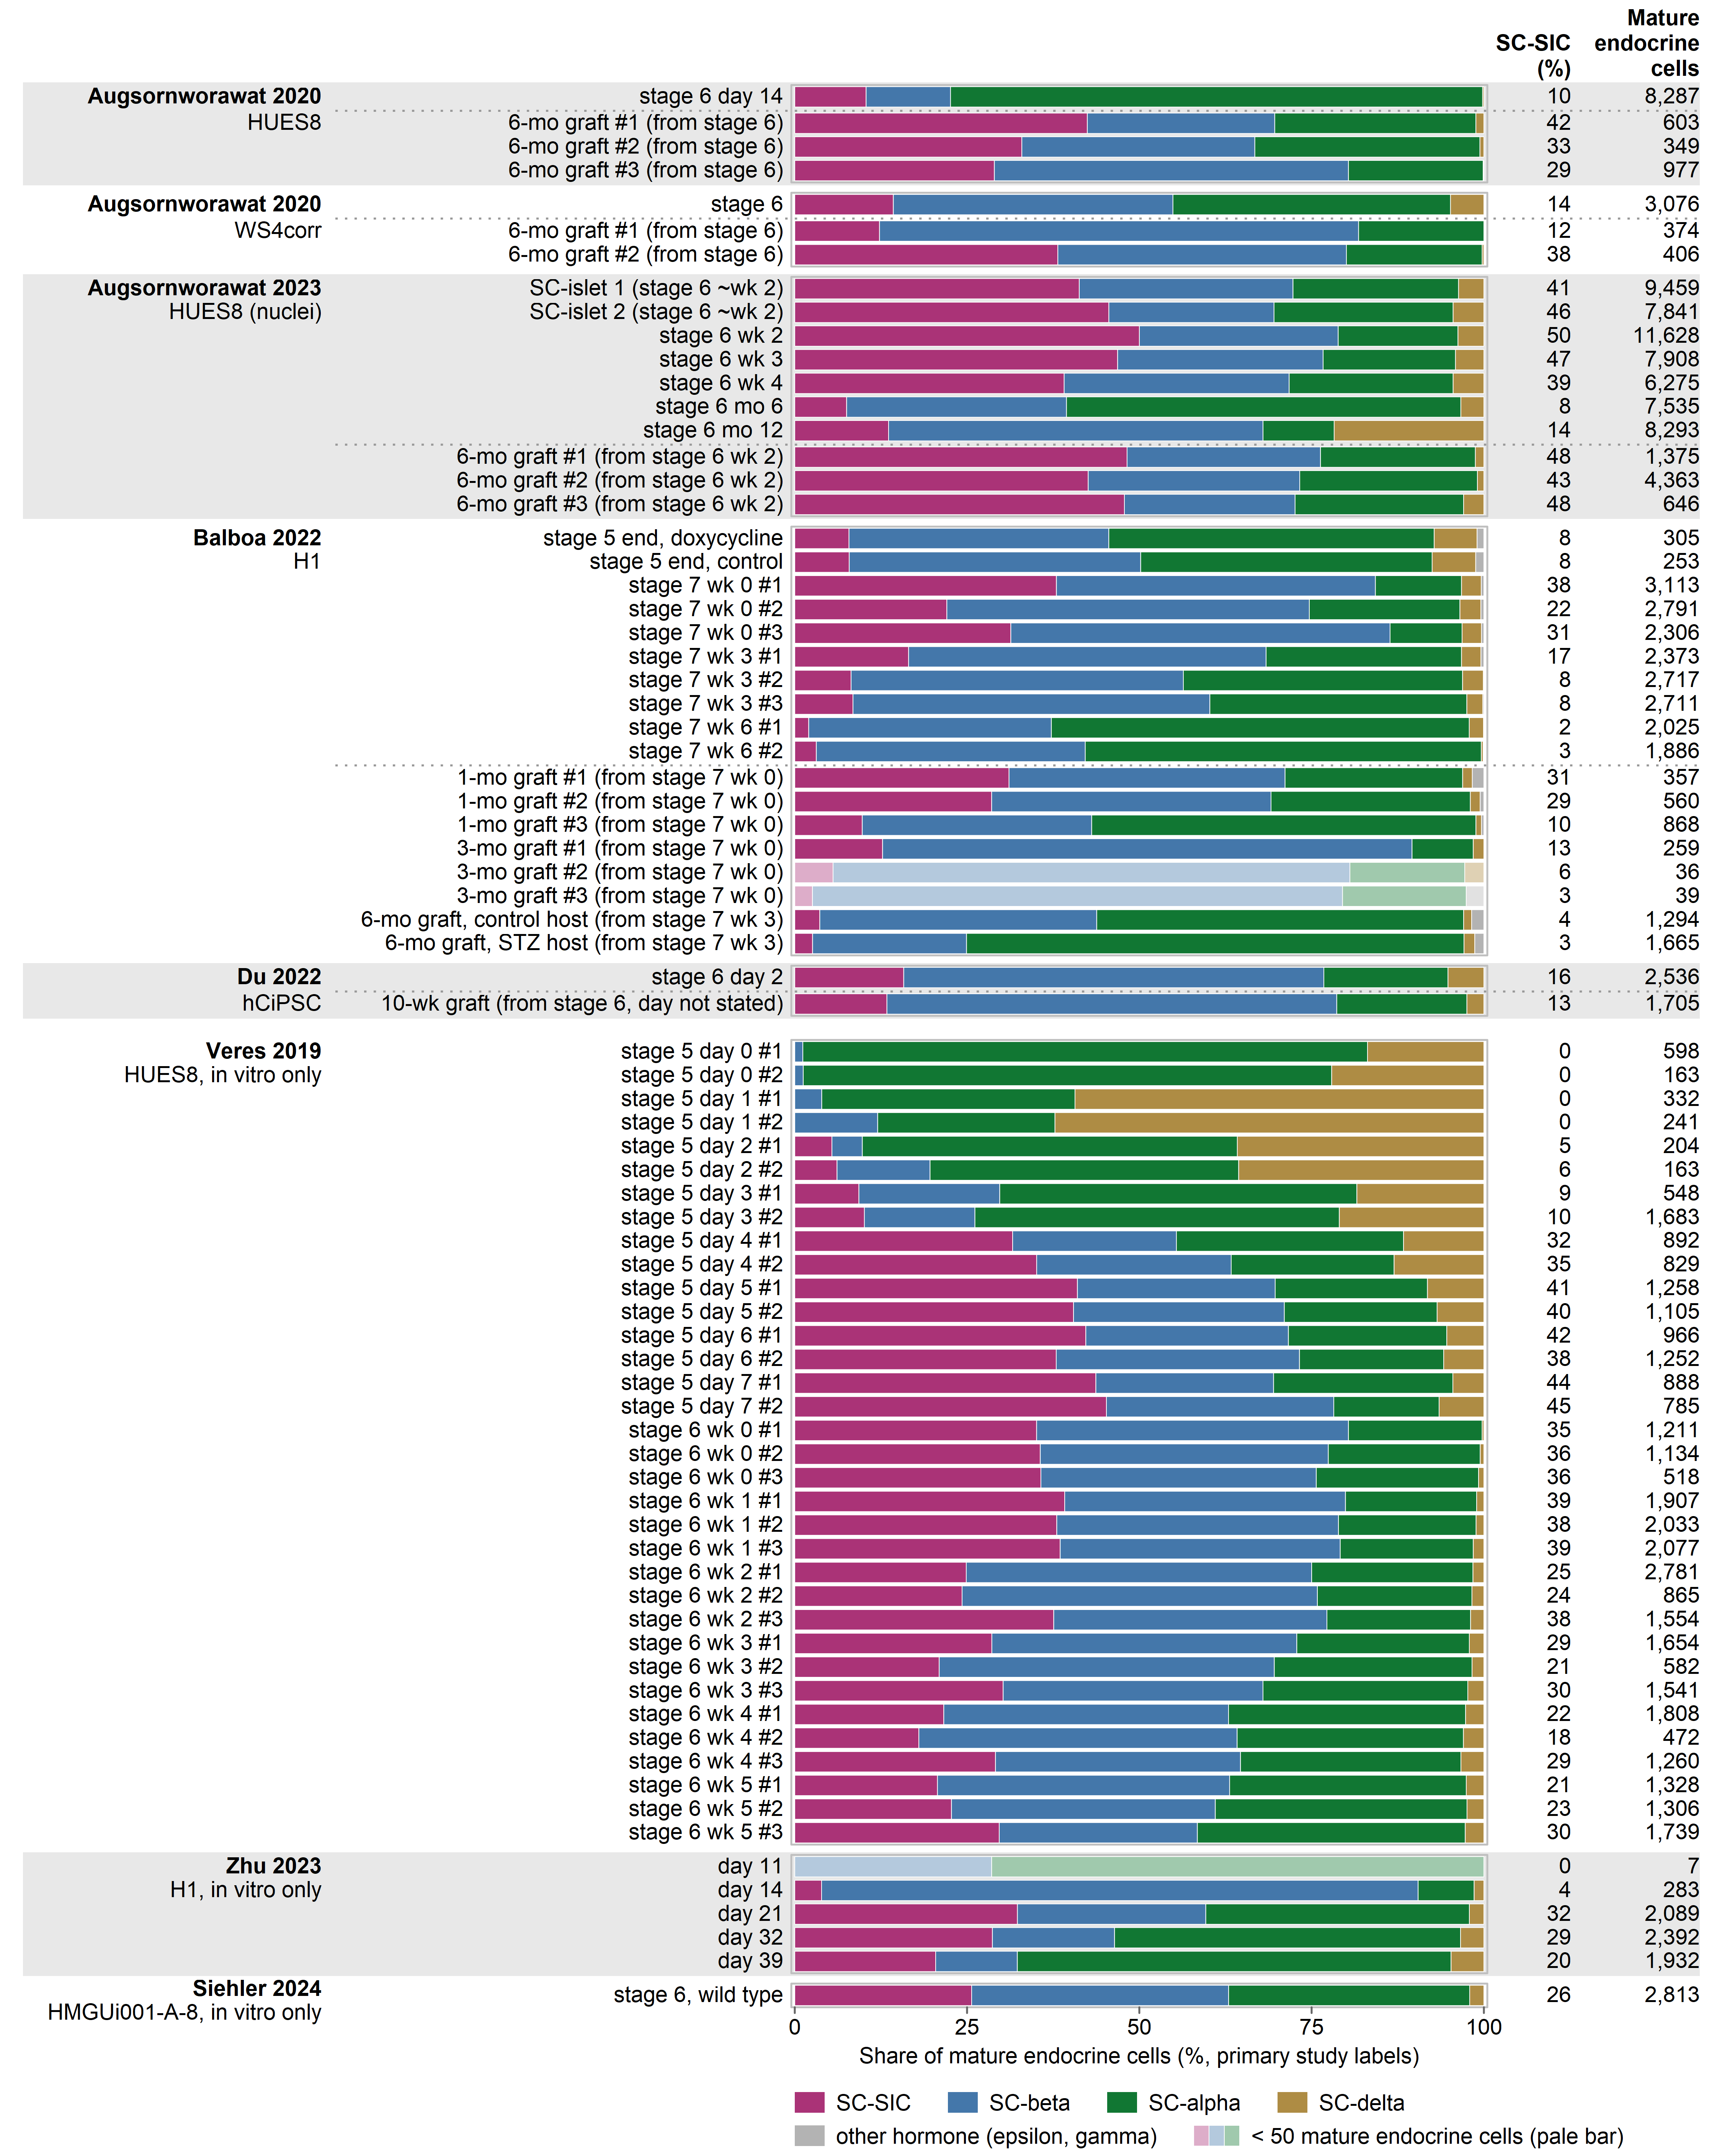 Mature
SC-SIC endocrine
(%) cells
Augsornworawat 2020 stage 6 day 14 10 8,287
HUES8 6-mo graft #1 (from stage 6) 42 603
6-mo graft #2 (from stage 6) 33 349
6-mo graft #3 (from stage 6) 29 977
Augsornworawat 2020 stage 6 14 3,076
WS4corr 6-mo graft #1 (from stage 6) 12 374
6-mo graft #2 (from stage 6) 38 406
Augsornworawat 2023 SC-islet 1 (stage 6 ~wk 2) 41 9,459
HUES8 (nuclei) SC-islet 2 (stage 6 ~wk 2) 46 7,841
stage 6 wk 2 50 11,628
stage 6 wk 3 47 7,908
stage 6 wk 4 39 6,275
stage 6 mo 6 8 7,535
stage 6 mo 12 14 8,293
6-mo graft #1 (from stage 6 wk 2) 48 1,375
6-mo graft #2 (from stage 6 wk 2) 43 4,363
6-mo graft #3 (from stage 6 wk 2) 48 646
Balboa 2022 stage 5 end, doxycycline 8 305
H1 stage 5 end, control 8 253
stage 7 wk 0 #1 38 3,113
stage 7 wk 0 #2 22 2,791
stage 7 wk 0 #3 31 2,306
stage 7 wk 3 #1 17 2,373
stage 7 wk 3 #2 8 2,717
stage 7 wk 3 #3 8 2,711
stage 7 wk 6 #1 2 2,025
stage 7 wk 6 #2 3 1,886
1-mo graft #1 (from stage 7 wk 0) 31 357
1-mo graft #2 (from stage 7 wk 0) 29 560
1-mo graft #3 (from stage 7 wk 0) 10 868
3-mo graft #1 (from stage 7 wk 0) 13 259
3-mo graft #2 (from stage 7 wk 0) 6 36
3-mo graft #3 (from stage 7 wk 0) 3 39
6-mo graft, control host (from stage 7 wk 3) 4 1,294
6-mo graft, STZ host (from stage 7 wk 3) 3 1,665
Du 2022 stage 6 day 2 16 2,536
hCiPSC 10-wk graft (from stage 6, day not stated) 13 1,705
Veres 2019 stage 5 day 0 #1 0 598
HUES8, in vitro only stage 5 day 0 #2 0 163
stage 5 day 1 #1 0 332
stage 5 day 1 #2 0 241
stage 5 day 2 #1 5 204
stage 5 day 2 #2 6 163
stage 5 day 3 #1 9 548
stage 5 day 3 #2 10 1,683
stage 5 day 4 #1 32 892
stage 5 day 4 #2 35 829
stage 5 day 5 #1 41 1,258
stage 5 day 5 #2 40 1,105
stage 5 day 6 #1 42 966
stage 5 day 6 #2 38 1,252
stage 5 day 7 #1 44 888
stage 5 day 7 #2 45 785
stage 6 wk 0 #1 35 1,211
stage 6 wk 0 #2 36 1,134
stage 6 wk 0 #3 36 518
stage 6 wk 1 #1 39 1,907
stage 6 wk 1 #2 38 2,033
stage 6 wk 1 #3 39 2,077
stage 6 wk 2 #1 25 2,781
stage 6 wk 2 #2 24 865
stage 6 wk 2 #3 38 1,554
stage 6 wk 3 #1 29 1,654
stage 6 wk 3 #2 21 582
stage 6 wk 3 #3 30 1,541
stage 6 wk 4 #1 22 1,808
stage 6 wk 4 #2 18 472
stage 6 wk 4 #3 29 1,260
stage 6 wk 5 #1 21 1,328
stage 6 wk 5 #2 23 1,306
stage 6 wk 5 #3 30 1,739
Zhu 2023 day 11 0 7
H1, in vitro only day 14 4 283
day 21 32 2,089
day 32 29 2,392
day 39 20 1,932
Siehler 2024 stage 6, wild type 26 2,813
HMGUi001-A-8, in vitro only
0 25 50 75 100
Share of mature endocrine cells (%, primary study labels)
SC-SIC SC-beta SC-alpha SC-delta
other hormone (epsilon, gamma) < 50 mature endocrine cells (pale bar)